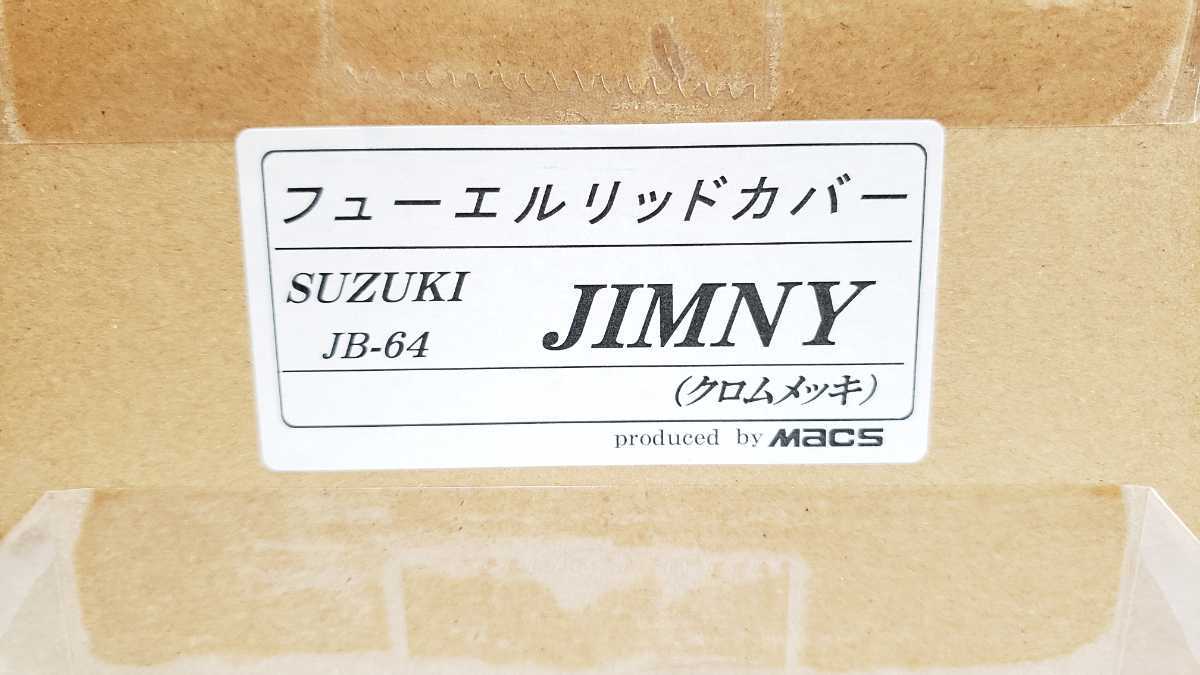 フューエルリッドカバー
SUZUKI
JB-64
JIMNY
(クロムメッキ)
produced by MACS